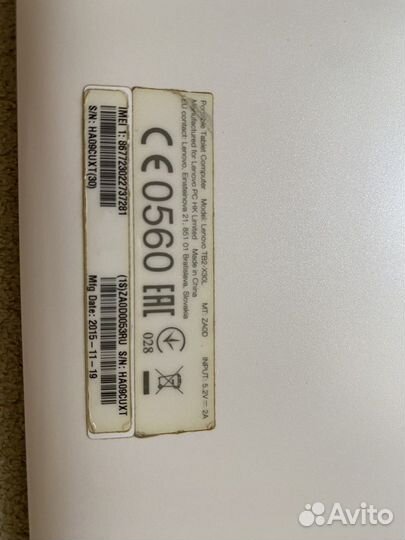 Portable Tablet Computer Model: Lenovo TB2-X30L MT: ZA0D INPUT: 5.2V 2A
Manufactured for Lenovo PC HK Limited Made in China
EU contact: Lenovo, Einsteinova 21, 851 01 Bratislava, Slovakia
CE0560 EAC
028
IMEI 1: 867723022737281
(1S)ZA0D0053RU S/N: HA09CUXT
S/N: HA09CUXT(30)
Mfg Date: 2015-11-19
Avito